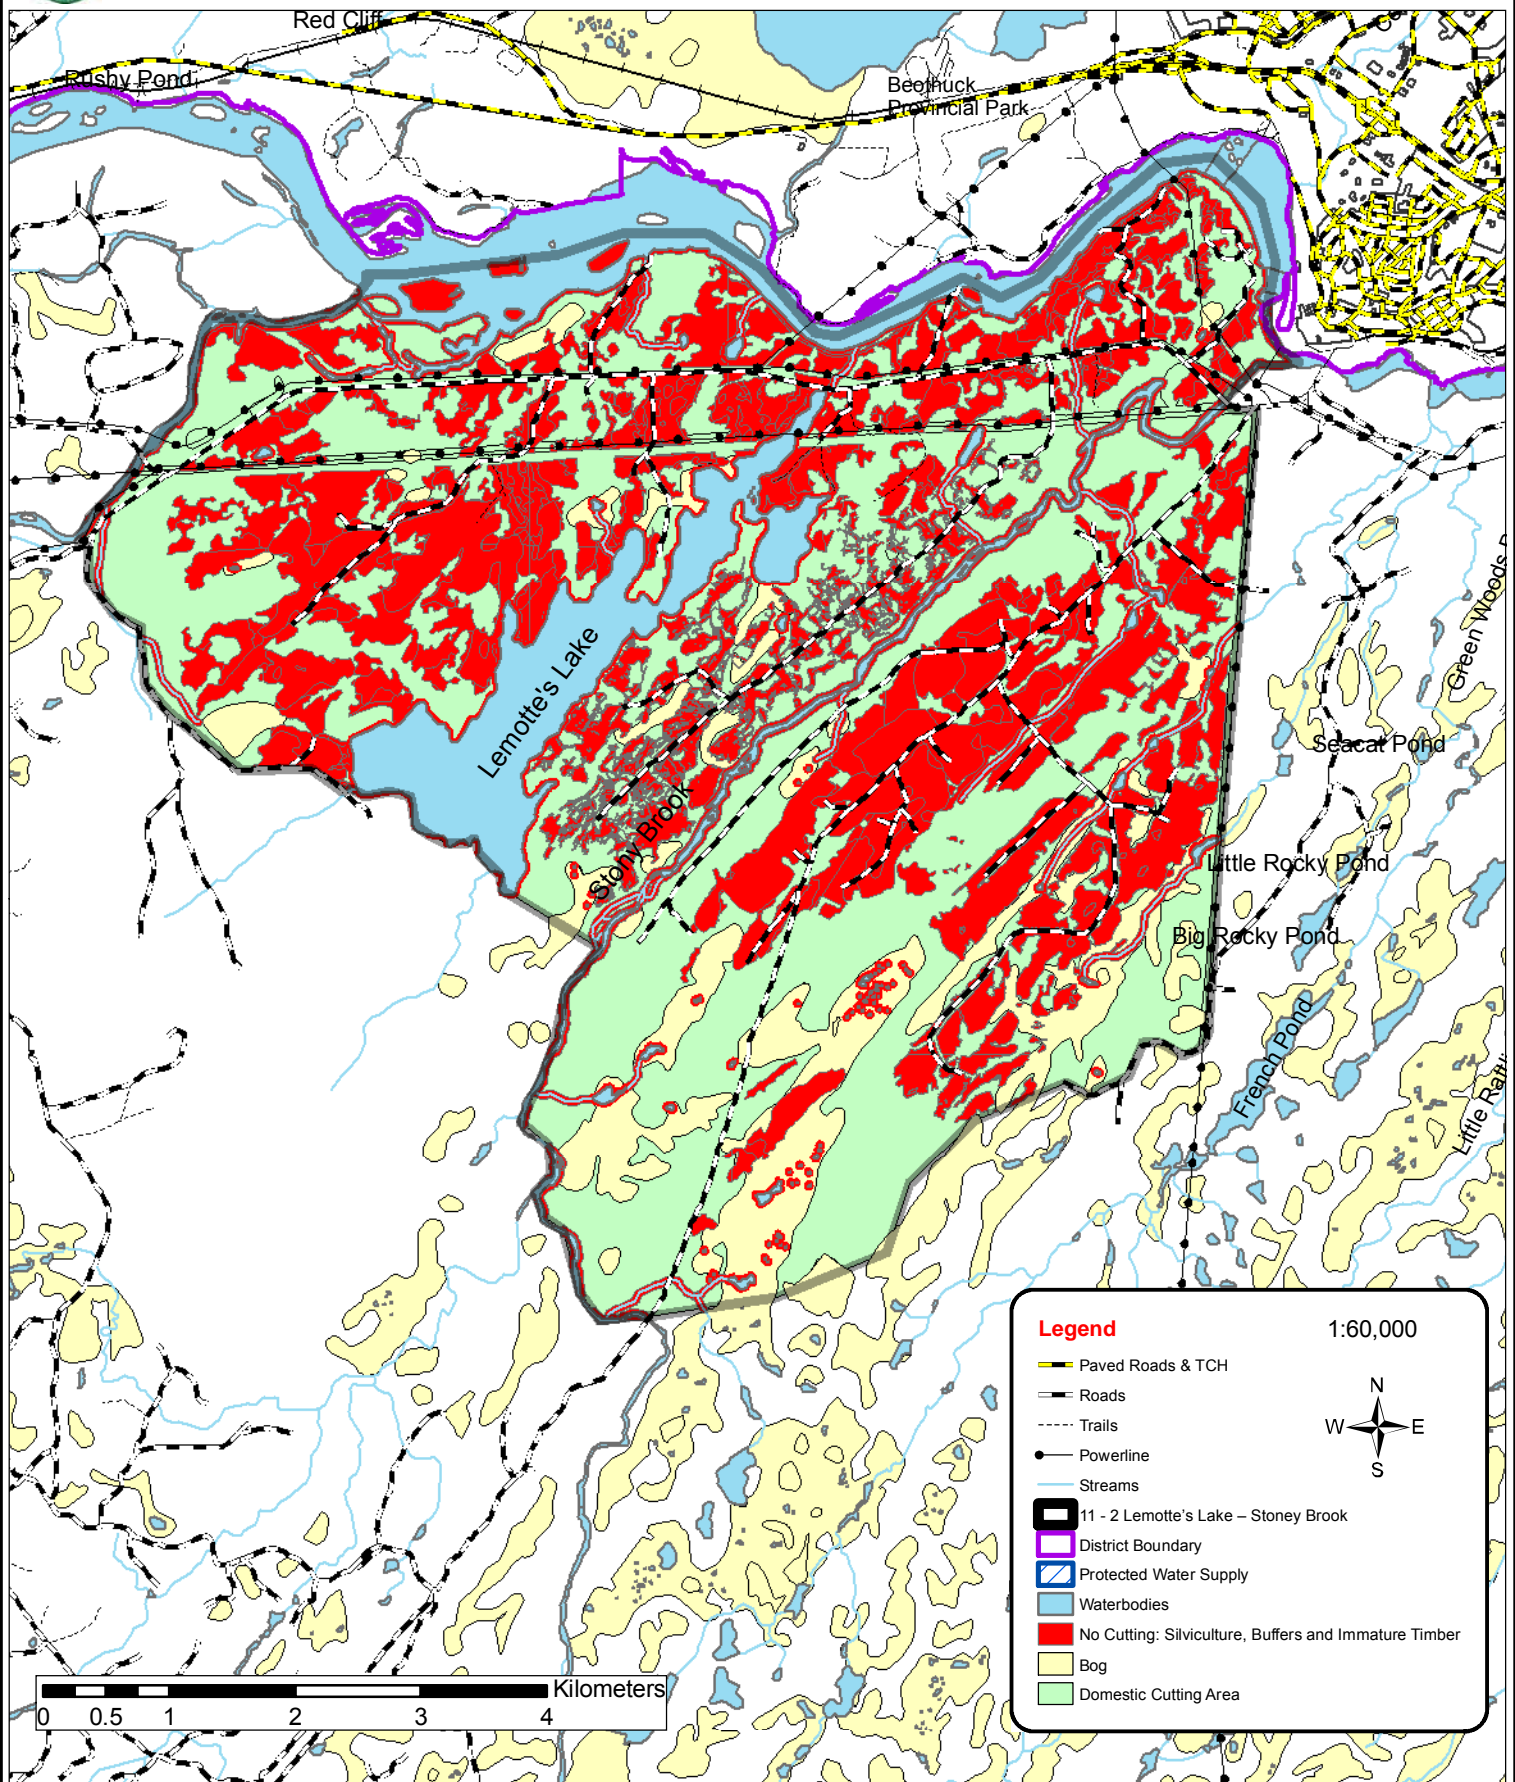 Red Cliff
Rushy Pond
Beothuck
Provincial Park
Lemotte's Lake
Stony Brook
Green Woods
Seacat Pond
Little Rocky Pond
Big Rocky Pond
French Pond
Little Rattl
Legend
1:60,000
Paved Roads & TCH
Roads
Trails
Powerline
Streams
11 - 2 Lemotte's Lake – Stoney Brook
District Boundary
Protected Water Supply
Waterbodies
No Cutting: Silviculture, Buffers and Immature Timber
Bog
Domestic Cutting Area
N
W E
S
Kilometers
0 0.5 1 2 3 4